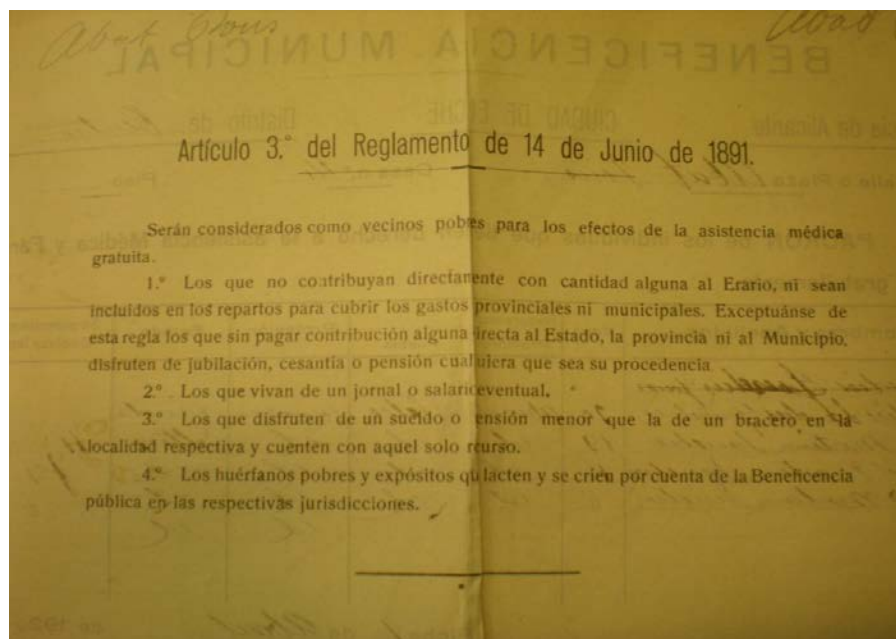 Abad
BENEFICENCIA MUNICIPAL
Artículo 3.º del Reglamento de 14 de Junio de 1891.
Serán considerados como vecinos pobres para los efectos de la asistencia médica
gratuita.
1.º Los que no contribuyan directamente con cantidad alguna al Erario, ni sean
incluidos en los repartos para cubrir los gastos provinciales ni municipales. Exceptuánse de
esta regla los que sin pagar contribución alguna irecta al Estado, la provincia ni al Municipio.
disfruten de jubilación, cesantía o pensión cualuiera que sea su procedencia
2.º Los que vivan de un jornal o salario eventual.
3.º Los que disfruten de un sueldo o ensión menor que la de un bracero en la
localidad respectiva y cuenten con aquel solo rcurso.
4.º Los huérfanos pobres y expósitos qu lacten y se crien por cuenta de la Beneficencia
pública en las respectivas jurisdicciones.